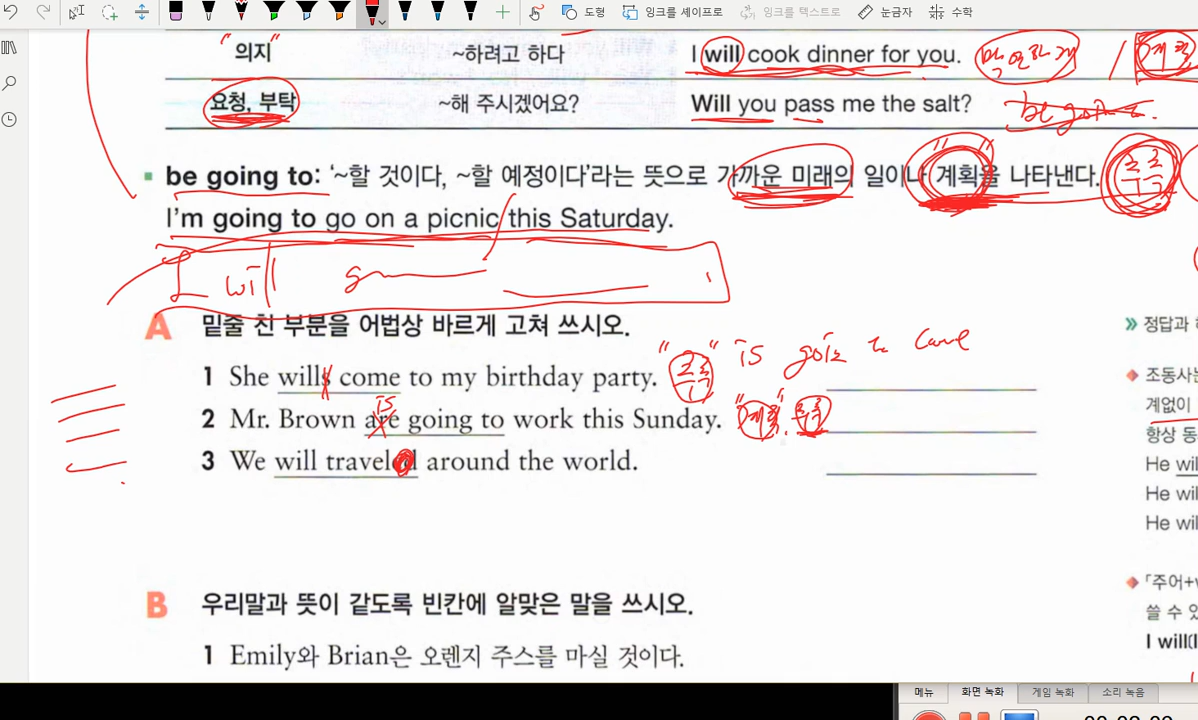 도형 잉크를 셰이프로 잉크를 텍스트로 눈금자 수학
"의지" ~하려고 하다 I will cook dinner for you. 막연하게 / 계획
요청, 부탁 ~해 주시겠어요? Will you pass me the salt?
be going to: '~할 것이다, ~할 예정이다'라는 뜻으로 가까운 미래의 일이나 계획을 나타낸다.
I'm going to go on a picnic this Saturday.
I will
A 밑줄 친 부분을 어법상 바르게 고쳐 쓰시오.
》 정답과
is
1 She wills come to my birthday party.
조동사는
is
2 Mr. Brown are going to work this Sunday. "계획"
계없이
항상 동
3 We will traveled around the world.
He wil
He wil
He wil
B 우리말과 뜻이 같도록 빈칸에 알맞은 말을 쓰시오.
「주어+w
쓸 수 있
1 Emily와 Brian은 오렌지 주스를 마실 것이다.
I will(I
메뉴 화면 녹화 게임 녹화 소리 녹음